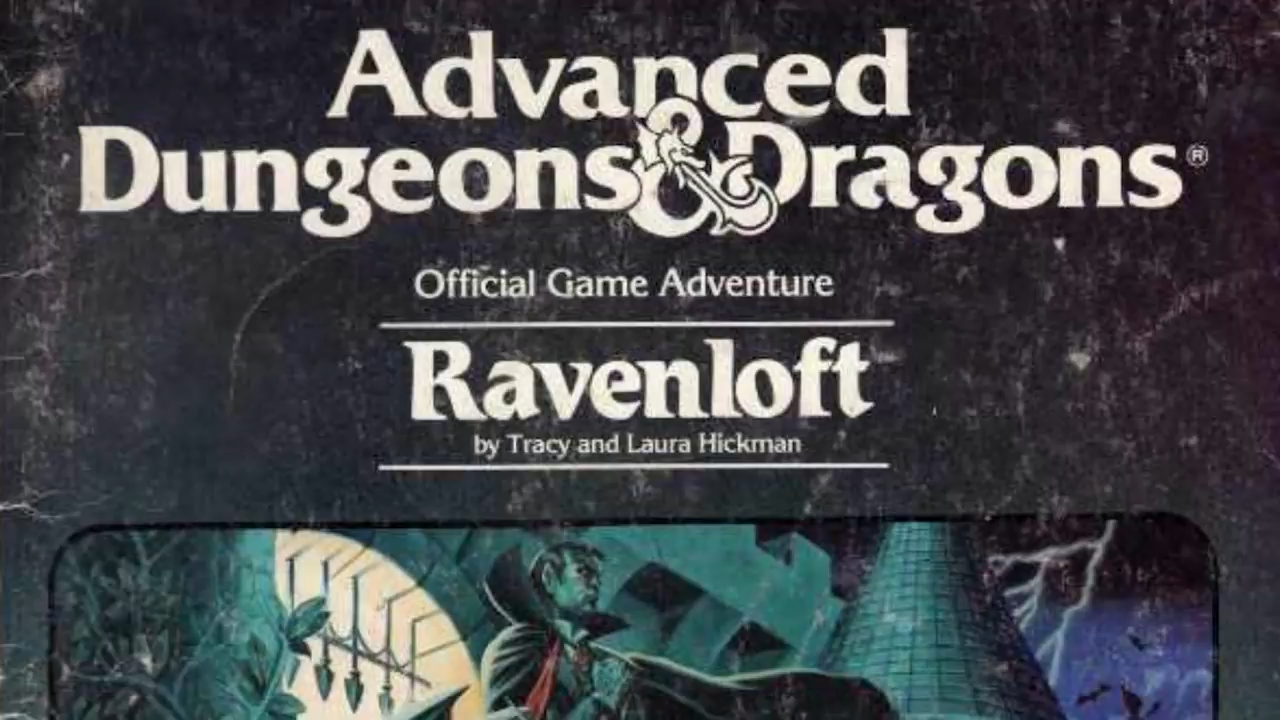 Advanced
Dungeons & Dragons®
Official Game Adventure
Ravenloft
by Tracy and Laura Hickman